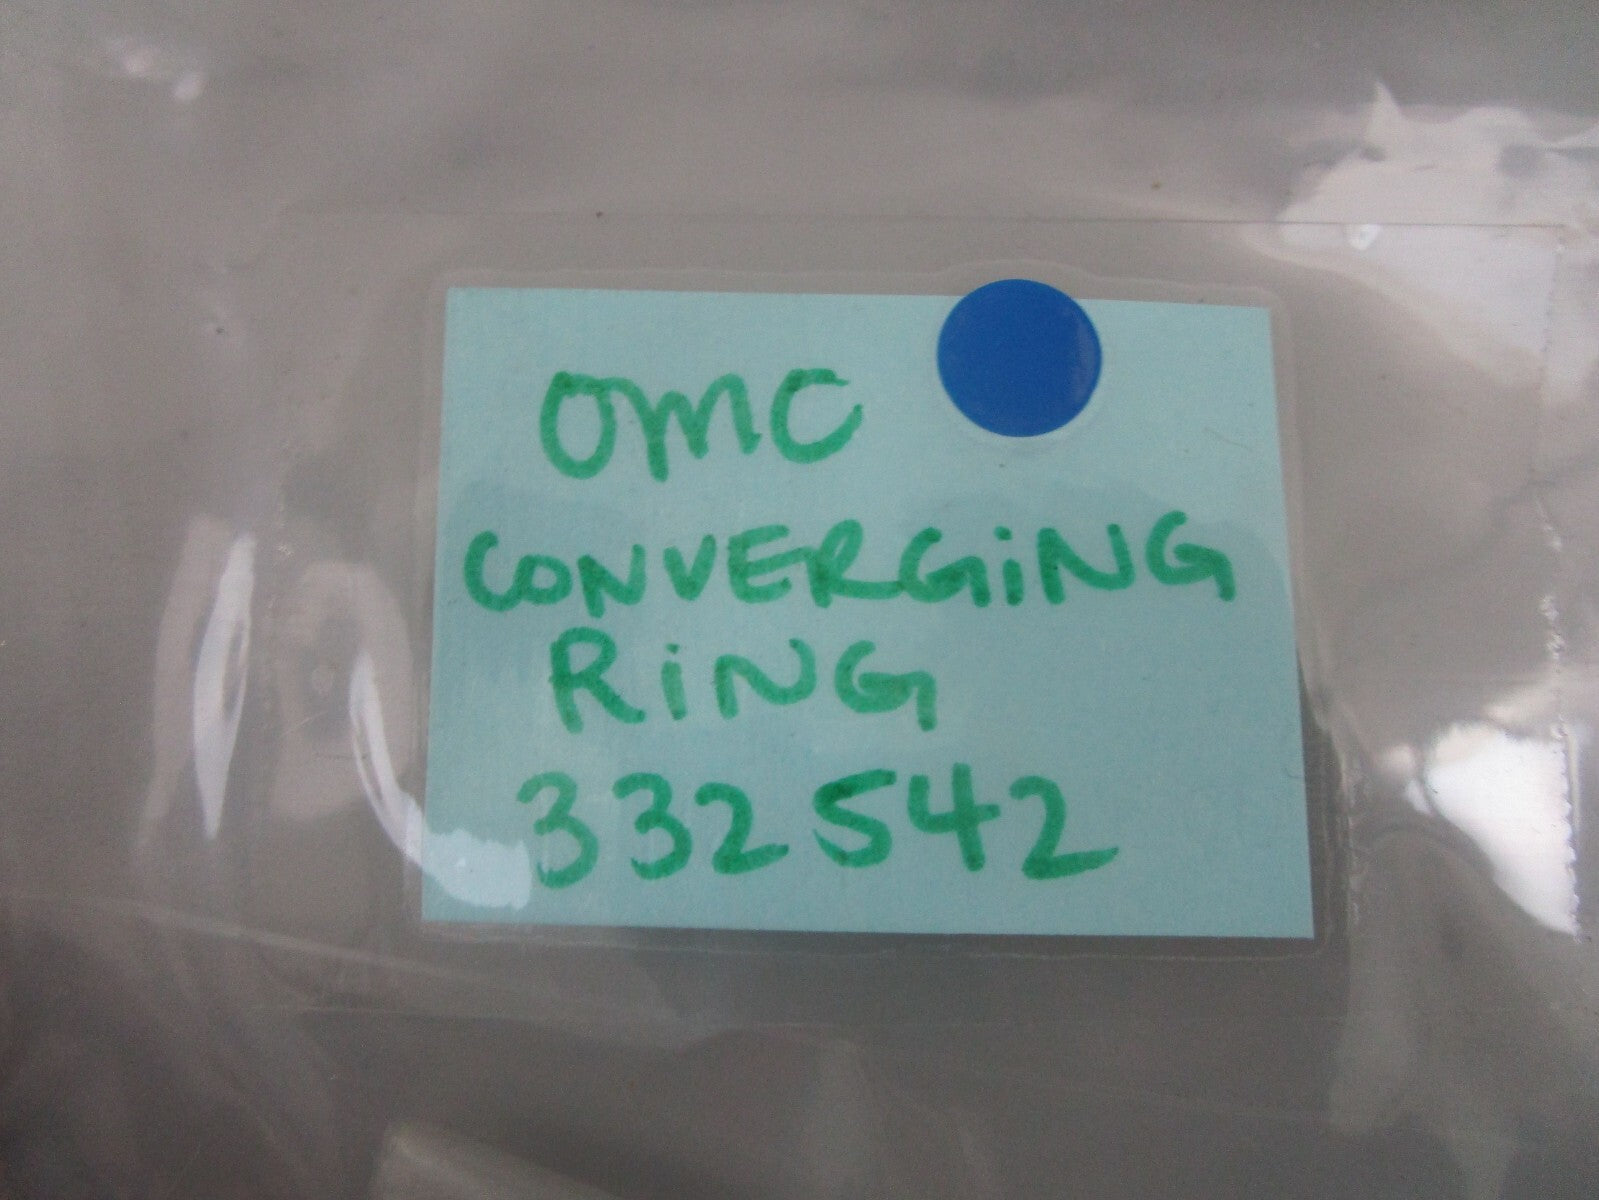 OMC
CONVERGiNG
RiNG
332542